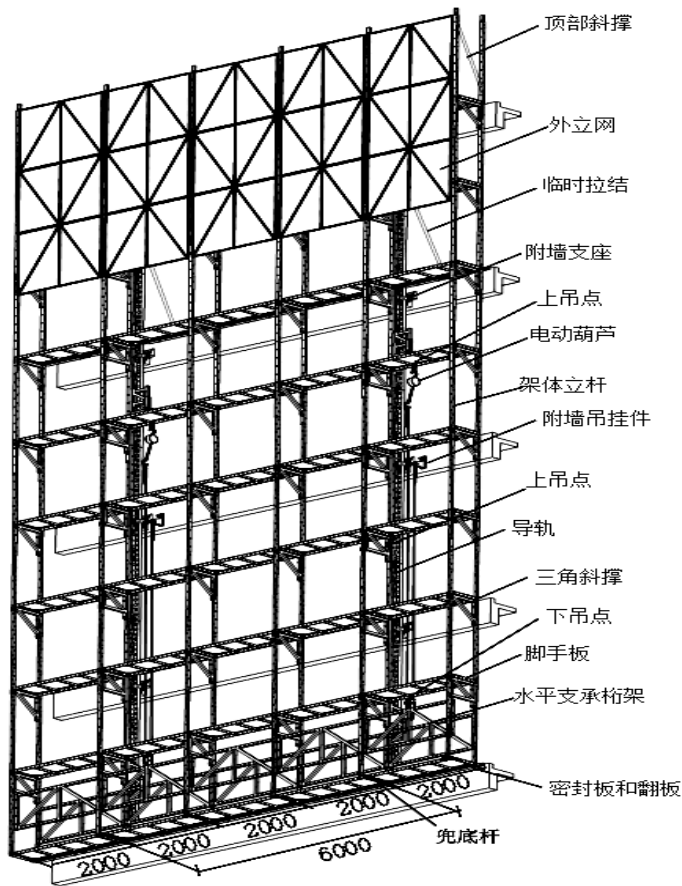 顶部斜撑
外立网
临时拉结
附墙支座
上吊点
电动葫芦
架体立杆
附墙吊挂件
上吊点
导轨
三角斜撑
下吊点
脚手板
水平支承桁架
密封板和翻板
兜底杆
2000
2000
2000
2000
2000
6000